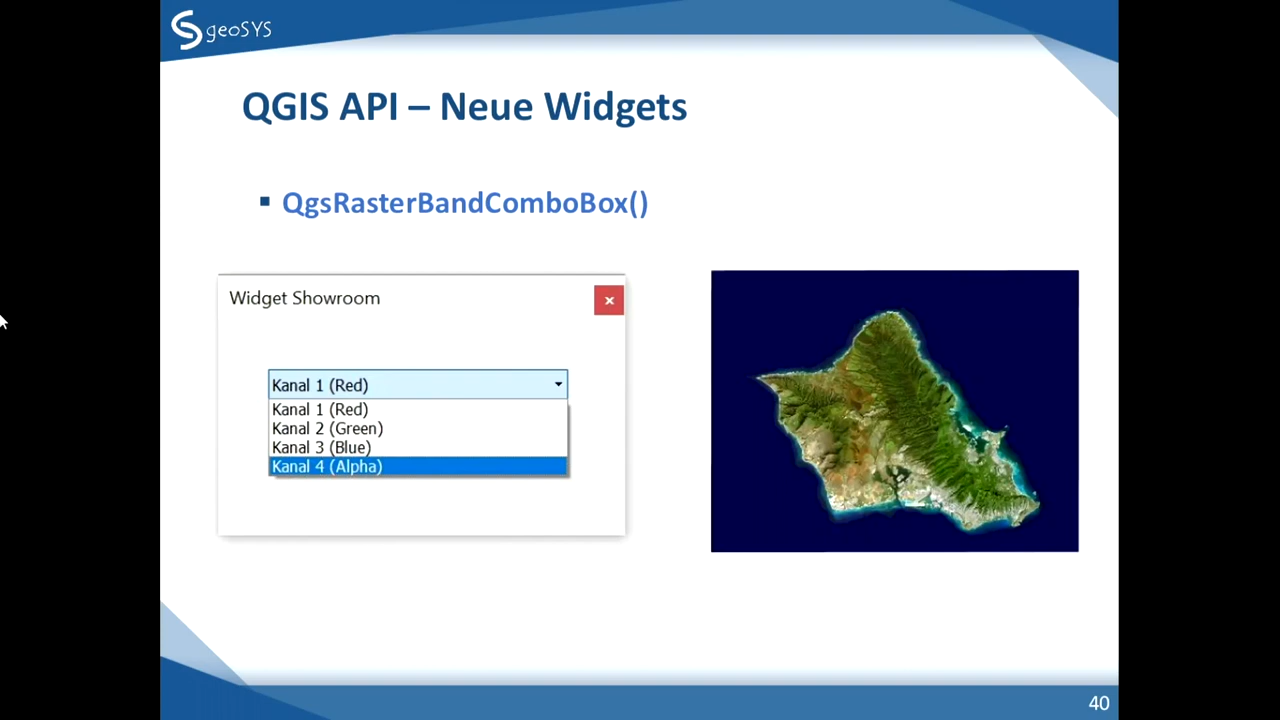 geoSYS
QGIS API – Neue Widgets
QgsRasterBandComboBox()
Widget Showroom
Kanal 1 (Red)
Kanal 1 (Red)
Kanal 2 (Green)
Kanal 3 (Blue)
Kanal 4 (Alpha)
40